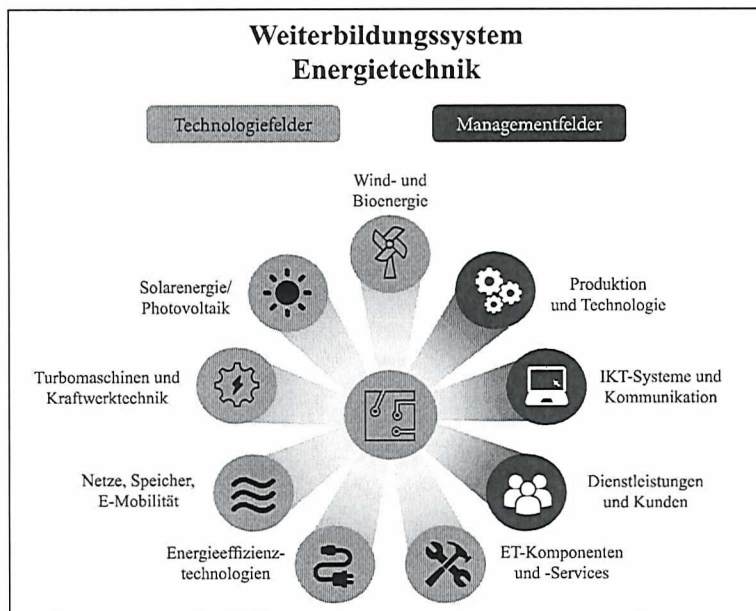 Weiterbildungssystem
Energietechnik
Technologiefelder
Managementfelder
Wind- und
Bioenergie
Solarenergie/
Photovoltaik
Produktion
und Technologie
Turbomaschinen und
Kraftwerktechnik
IKT-Systeme und
Kommunikation
Netze, Speicher,
E-Mobilität
Dienstleistungen
und Kunden
Energieeffizienz-
technologien
ET-Komponenten
und -Services